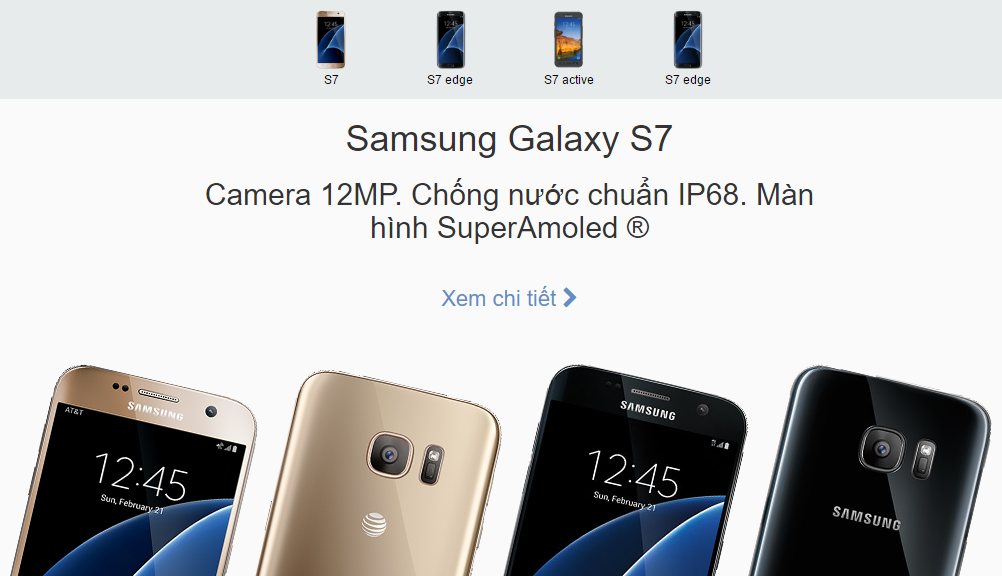 S7
S7 edge
S7 active
S7 edge
Samsung Galaxy S7
Camera 12MP. Chống nước chuẩn IP68. Màn
hình SuperAmoled ®
Xem chi tiết
AT&T
SAMSUNG
12:45
Sun, February 21
SAMSUNG
12:45
Sun, February 21
SAMSUNG